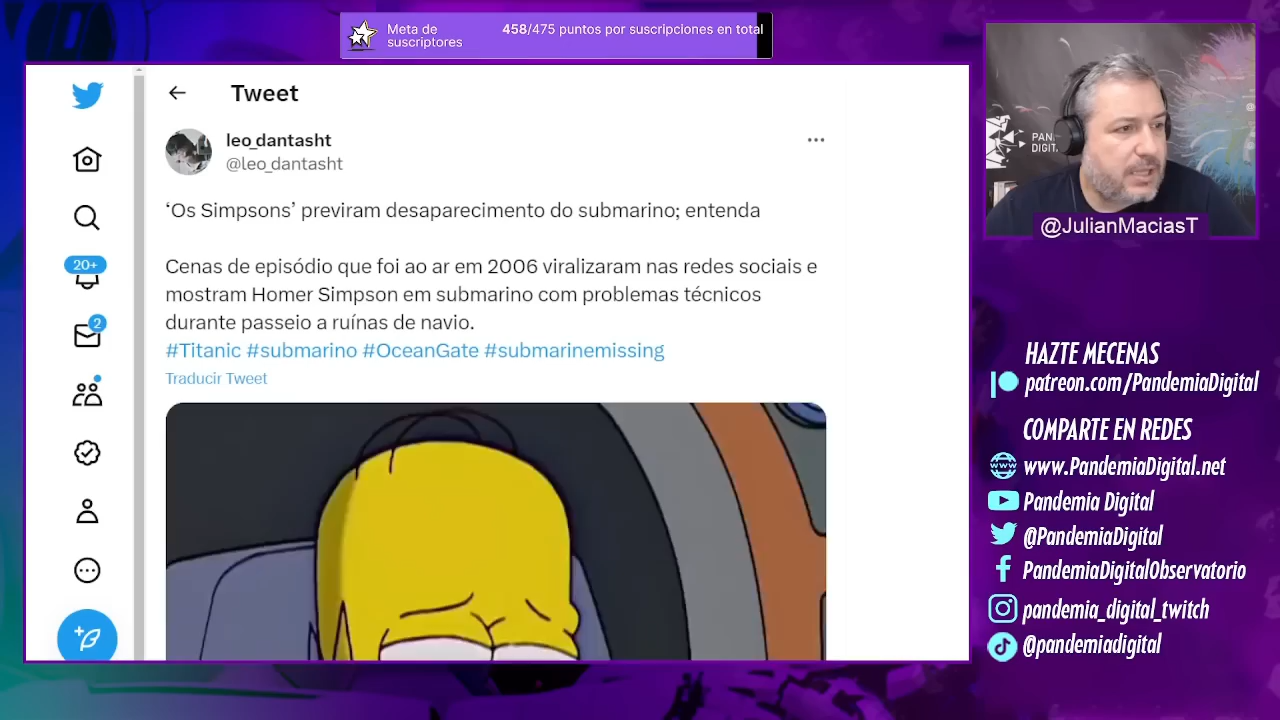 Meta de
suscriptores
458/475 puntos por suscripciones en total
Tweet
leo_dantasht
@leo_dantasht
‘Os Simpsons’ previram desaparecimento do submarino; entenda
Cenas de episódio que foi ao ar em 2006 viralizaram nas redes sociais e
mostram Homer Simpson em submarino com problemas técnicos
durante passeio a ruínas de navio.
#Titanic #submarino #OceanGate #submarinemissing
Traducir Tweet
20+
2
PAN.
DIGIT.
@JulianMaciasT
HAZTE MECENAS
patreon.com/PandemiaDigital
COMPARTE EN REDES
www.PandemiaDigital.net
Pandemia Digital
@PandemiaDigital
PandemiaDigitalObservatorio
pandemia_digital_twitch
@pandemiadigital